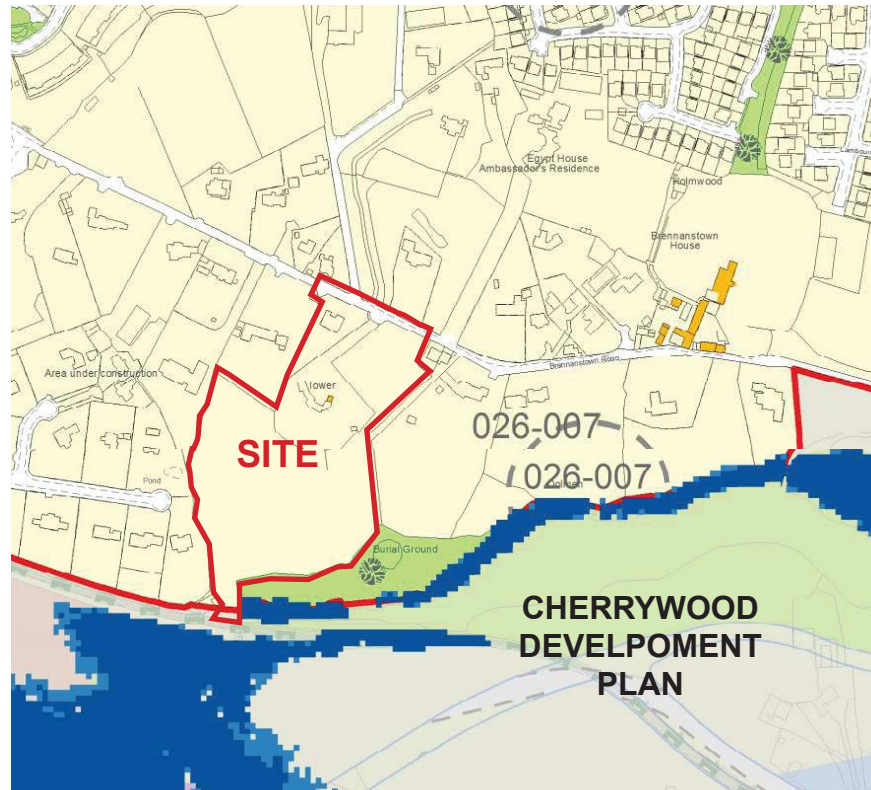 Egypt House
Ambassador's Residence
Holmwood
Brennanstown
House
Brennanstown Road
Area under construction
lower
026-007
SITE
026-007
Pond
Burial Ground
CHERRYWOOD
DEVELPOMENT
PLAN